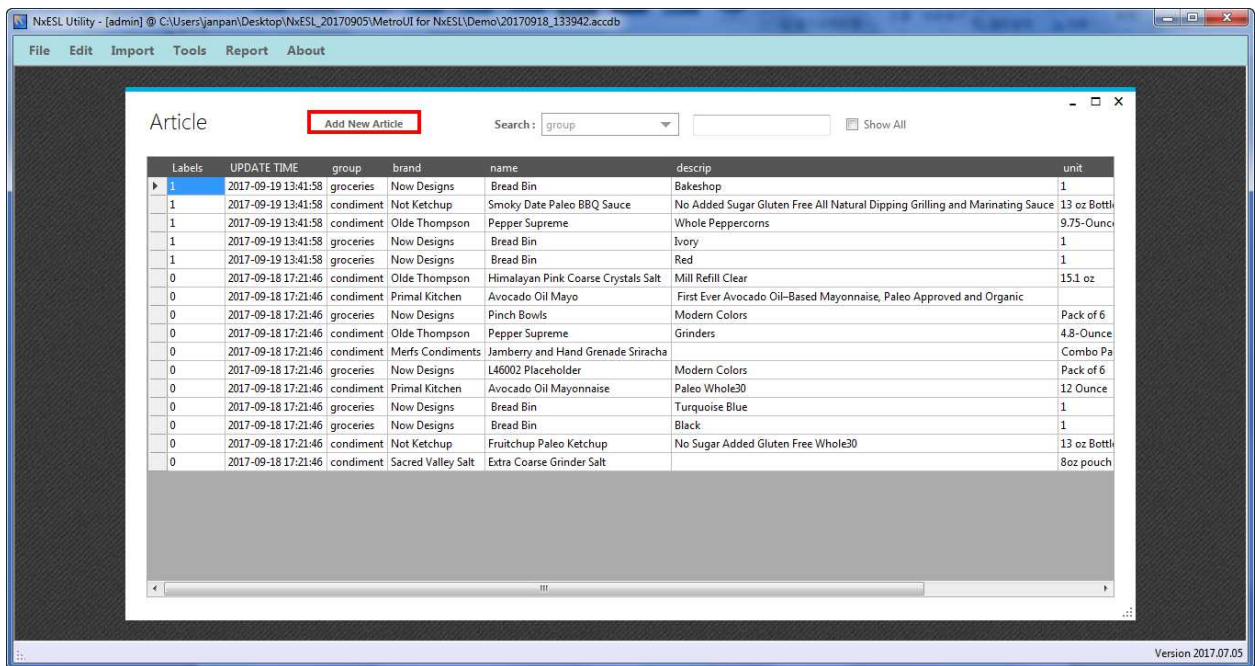 NxESL Utility - [admin] @ C:\Users\janpan\Desktop\NxESL_20170905\MetroUI for NxESL\Demo\20170918_133942.accdb
File Edit Import Tools Report About
Article Add New Article Search : group Show All
Labels UPDATE TIME group brand name descrip unit
1 2017-09-19 13:41:58 groceries Now Designs Bread Bin Bakeshop 1
1 2017-09-19 13:41:58 condiment Not Ketchup Smoky Date Paleo BBQ Sauce No Added Sugar Gluten Free All Natural Dipping Grilling and Marinating Sauce 13 oz Bottl
1 2017-09-19 13:41:58 condiment Olde Thompson Pepper Supreme Whole Peppercorns 9.75-Ounc
1 2017-09-19 13:41:58 groceries Now Designs Bread Bin Ivory 1
1 2017-09-19 13:41:58 groceries Now Designs Bread Bin Red 1
0 2017-09-18 17:21:46 condiment Olde Thompson Himalayan Pink Coarse Crystals Salt Mill Refill Clear 15.1 oz
0 2017-09-18 17:21:46 condiment Primal Kitchen Avocado Oil Mayo First Ever Avocado Oil–Based Mayonnaise, Paleo Approved and Organic
0 2017-09-18 17:21:46 groceries Now Designs Pinch Bowls Modern Colors Pack of 6
0 2017-09-18 17:21:46 condiment Olde Thompson Pepper Supreme Grinders 4.8-Ounce
0 2017-09-18 17:21:46 condiment Merfs Condiments Jamberry and Hand Grenade Sriracha Combo Pa
0 2017-09-18 17:21:46 groceries Now Designs L46002 Placeholder Modern Colors Pack of 6
0 2017-09-18 17:21:46 condiment Primal Kitchen Avocado Oil Mayonnaise Paleo Whole30 12 Ounce
0 2017-09-18 17:21:46 groceries Now Designs Bread Bin Turquoise Blue 1
0 2017-09-18 17:21:46 groceries Now Designs Bread Bin Black 1
0 2017-09-18 17:21:46 condiment Not Ketchup Fruitchup Paleo Ketchup No Sugar Added Gluten Free Whole30 13 oz Bottl
0 2017-09-18 17:21:46 condiment Sacred Valley Salt Extra Coarse Grinder Salt 8oz pouch
Version 2017.07.05